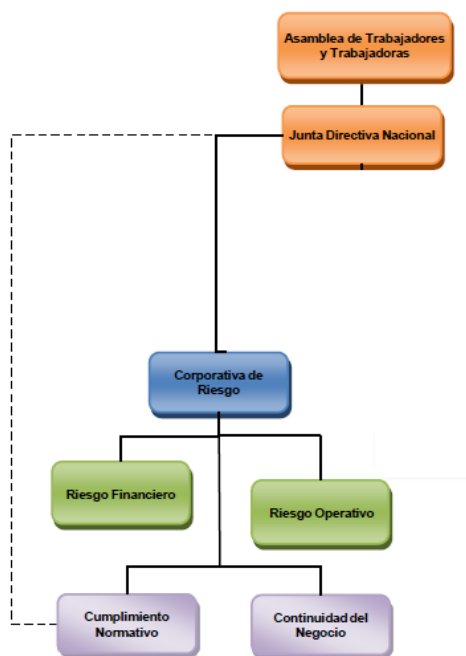 Asamblea de Trabajadores
y Trabajadoras
Junta Directiva Nacional
Corporativa de
Riesgo
Riesgo Financiero
Riesgo Operativo
Cumplimiento
Normativo
Continuidad del
Negocio